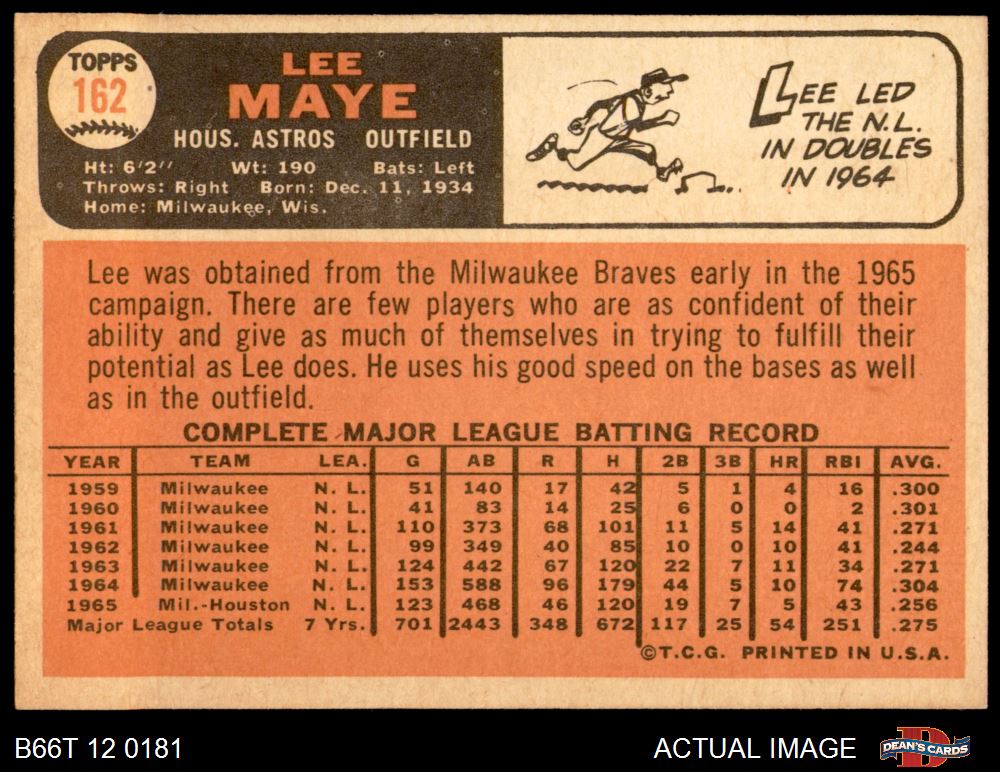 TOPPS
162
LEE
MAYE
HOUS. ASTROS OUTFIELD
Ht: 6'2" Wt: 190 Bats: Left
Throws: Right Born: Dec. 11, 1934
Home: Milwaukee, Wis.
LEE LED
THE N.L.
IN DOUBLES
IN 1964
Lee was obtained from the Milwaukee Braves early in the 1965
campaign. There are few players who are as confident of their
ability and give as much of themselves in trying to fulfill their
potential as Lee does. He uses his good speed on the bases as well
as in the outfield.
COMPLETE MAJOR LEAGUE BATTING RECORD
YEAR TEAM LEA. G AB R H 2B 3B HR RBI AVG.
1959 Milwaukee N. L. 51 140 17 42 5 1 4 16 .300
1960 Milwaukee N. L. 41 83 14 25 6 0 0 2 .301
1961 Milwaukee N. L. 110 373 68 101 11 5 14 41 .271
1962 Milwaukee N. L. 99 349 40 85 10 0 10 41 .244
1963 Milwaukee N. L. 124 442 67 120 22 7 11 34 .271
1964 Milwaukee N. L. 153 588 96 179 44 5 10 74 .304
1965 Mil.-Houston N. L. 123 468 46 120 19 7 5 43 .256
Major League Totals 7 Yrs. 701 2443 348 672 117 25 54 251 .275
©T.C.G. PRINTED IN U.S.A.
B66T 12 0181 ACTUAL IMAGE DEAN'S CARDS